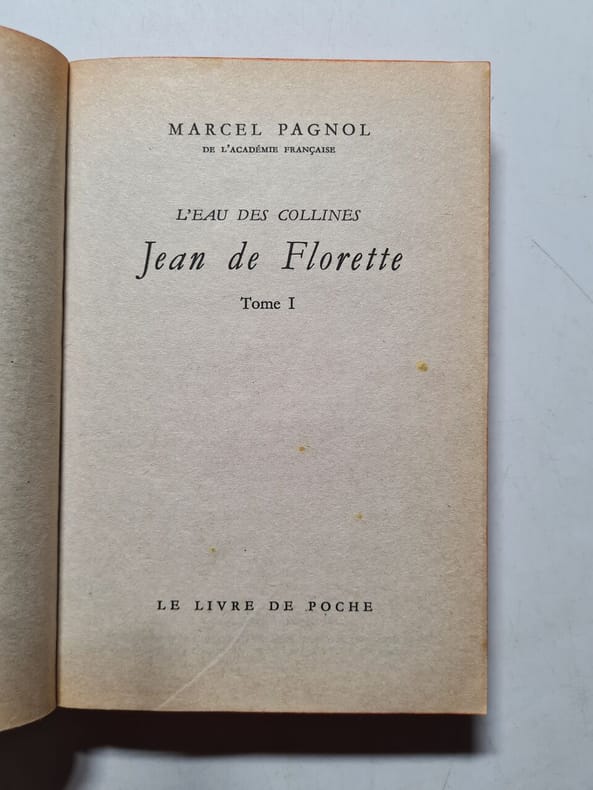 MARCEL PAGNOL
DE L'ACADÉMIE FRANÇAISE
L'EAU DES COLLINES
Jean de Florette
Tome I
LE LIVRE DE POCHE